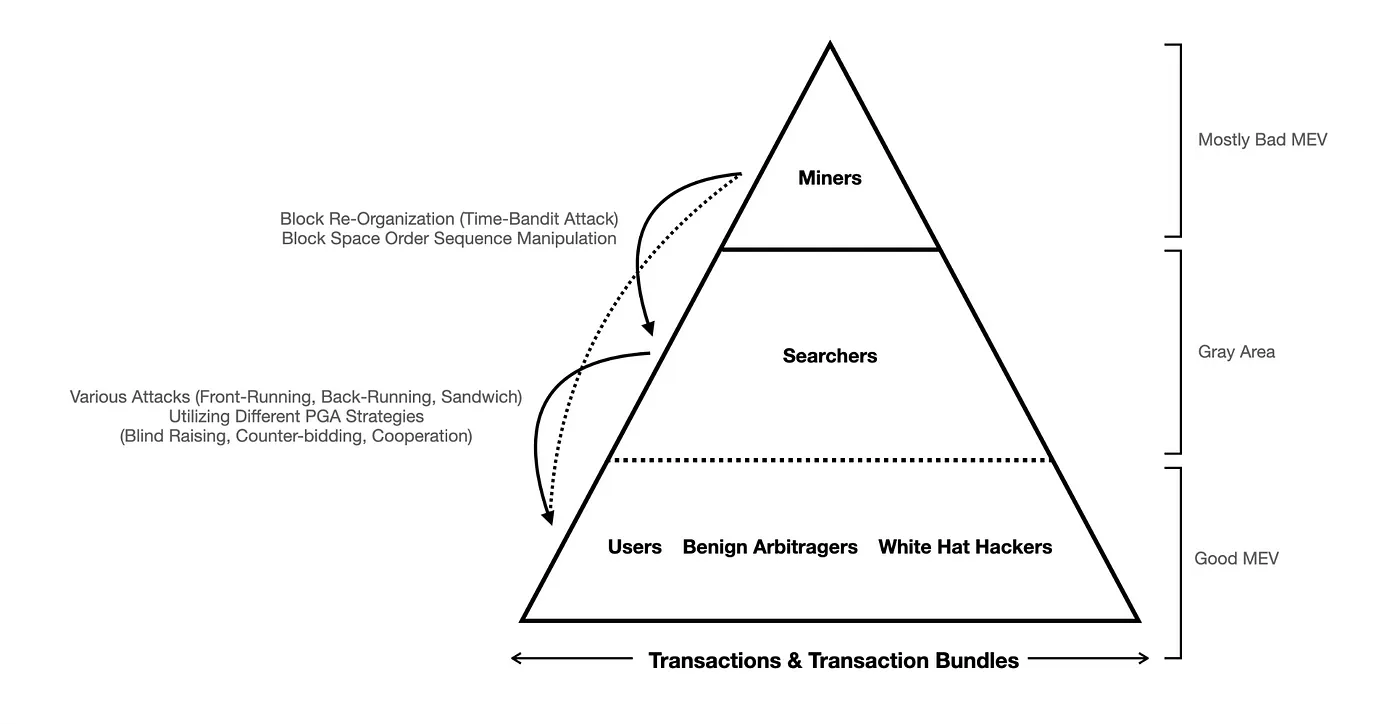 Mostly Bad MEV
Miners
Block Re-Organization (Time-Bandit Attack)
Block Space Order Sequence Manipulation
Searchers
Gray Area
Various Attacks (Front-Running, Back-Running, Sandwich)
Utilizing Different PGA Strategies
(Blind Raising, Counter-bidding, Cooperation)
Users Benign Arbitragers White Hat Hackers
Good MEV
Transactions & Transaction Bundles